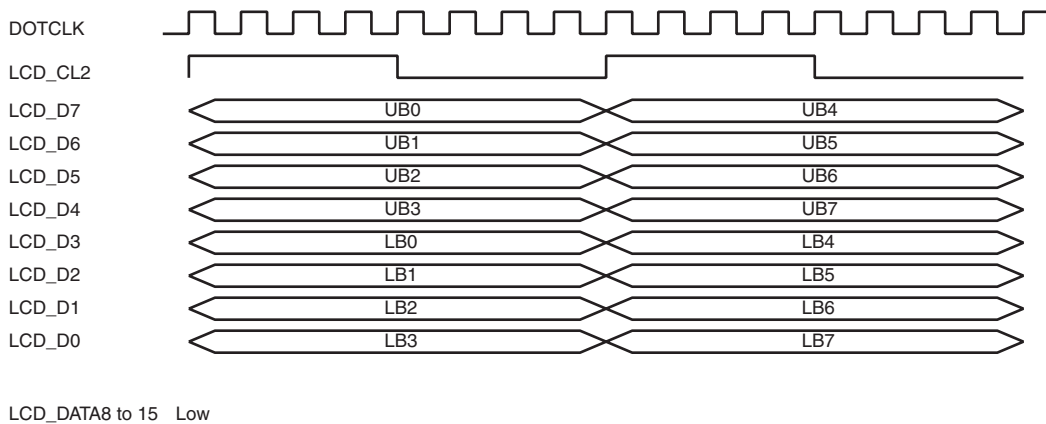 DOTCLK
LCD_CL2
LCD_D7 UB0 UB4
LCD_D6 UB1 UB5
LCD_D5 UB2 UB6
LCD_D4 UB3 UB7
LCD_D3 LB0 LB4
LCD_D2 LB1 LB5
LCD_D1 LB2 LB6
LCD_D0 LB3 LB7
LCD_DATA8 to 15 Low